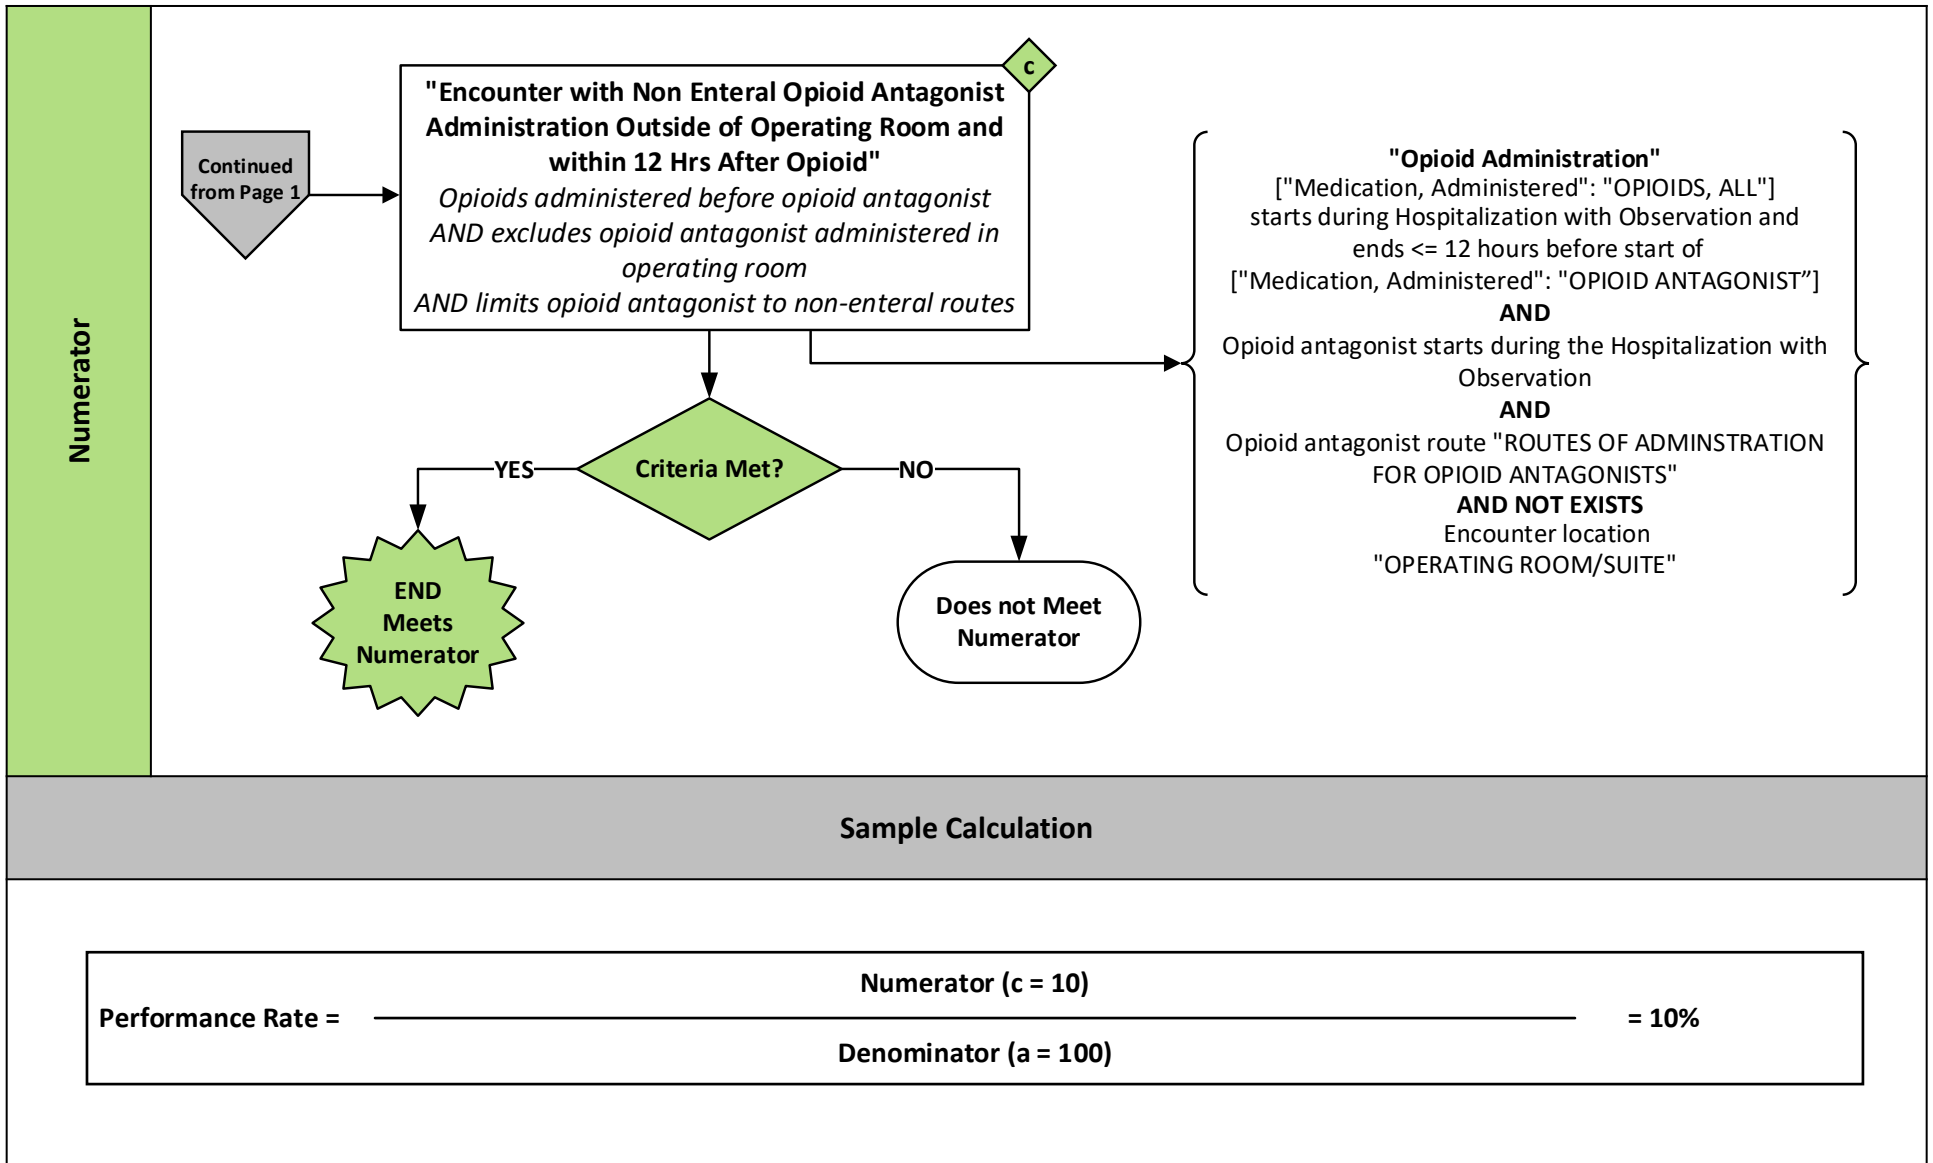 Numerator
Continued
from Page 1
c
"Encounter with Non Enteral Opioid Antagonist
Administration Outside of Operating Room and
within 12 Hrs After Opioid"
Opioids administered before opioid antagonist
AND excludes opioid antagonist administered in
operating room
AND limits opioid antagonist to non-enteral routes
"Opioid Administration"
["Medication, Administered": "OPIOIDS, ALL"]
starts during Hospitalization with Observation and
ends <= 12 hours before start of
["Medication, Administered": "OPIOID ANTAGONIST”]
AND
Opioid antagonist starts during the Hospitalization with
Observation
AND
Opioid antagonist route "ROUTES OF ADMINSTRATION
FOR OPIOID ANTAGONISTS"
AND NOT EXISTS
Encounter location
"OPERATING ROOM/SUITE"
Criteria Met?
YES
NO
END
Meets
Numerator
Does not Meet
Numerator
Sample Calculation
Numerator (c = 10)
Performance Rate =
= 10%
Denominator (a = 100)